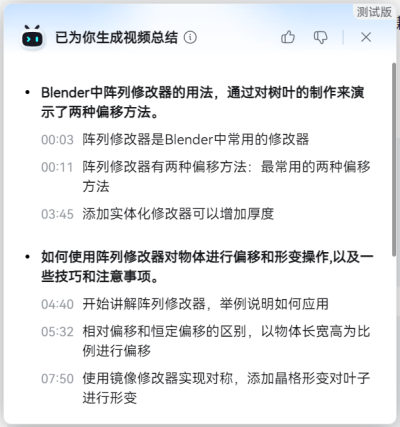 测试版
已为你生成视频总结
Blender中阵列修改器的用法，通过对树叶的制作来演
示了两种偏移方法。
00:03 阵列修改器是Blender中常用的修改器
00:11 阵列修改器有两种偏移方法：最常用的两种偏移
方法
03:45 添加实体化修改器可以增加厚度
如何使用阵列修改器对物体进行偏移和形变操作,以及一
些技巧和注意事项。
04:40 开始讲解阵列修改器，举例说明如何应用
05:32 相对偏移和恒定偏移的区别，以物体长宽高为比
例进行偏移
07:50 使用镜像修改器实现对称，添加晶格形变对叶子
进行形变